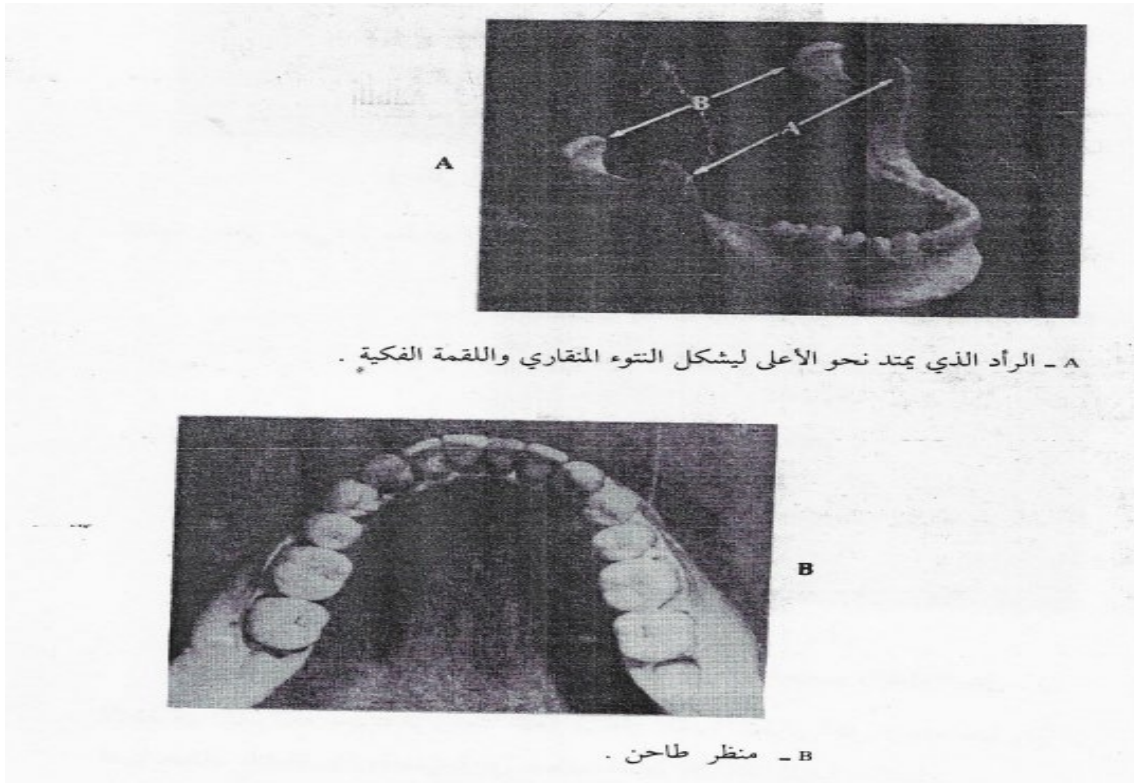 B
A
A
A ـ الرأد الذي يمتد نحو الأعلى ليشكل النتوء المنقاري واللقمة الفكية .
B
B ـ منظر طاحن .